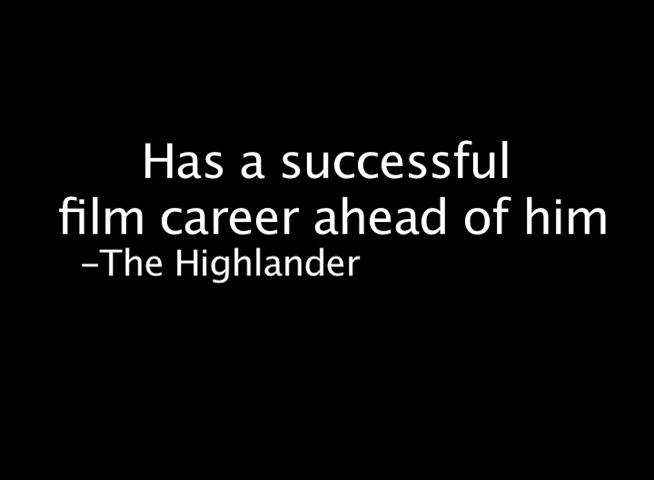 Has a successful
film career ahead of him
–The Highlander